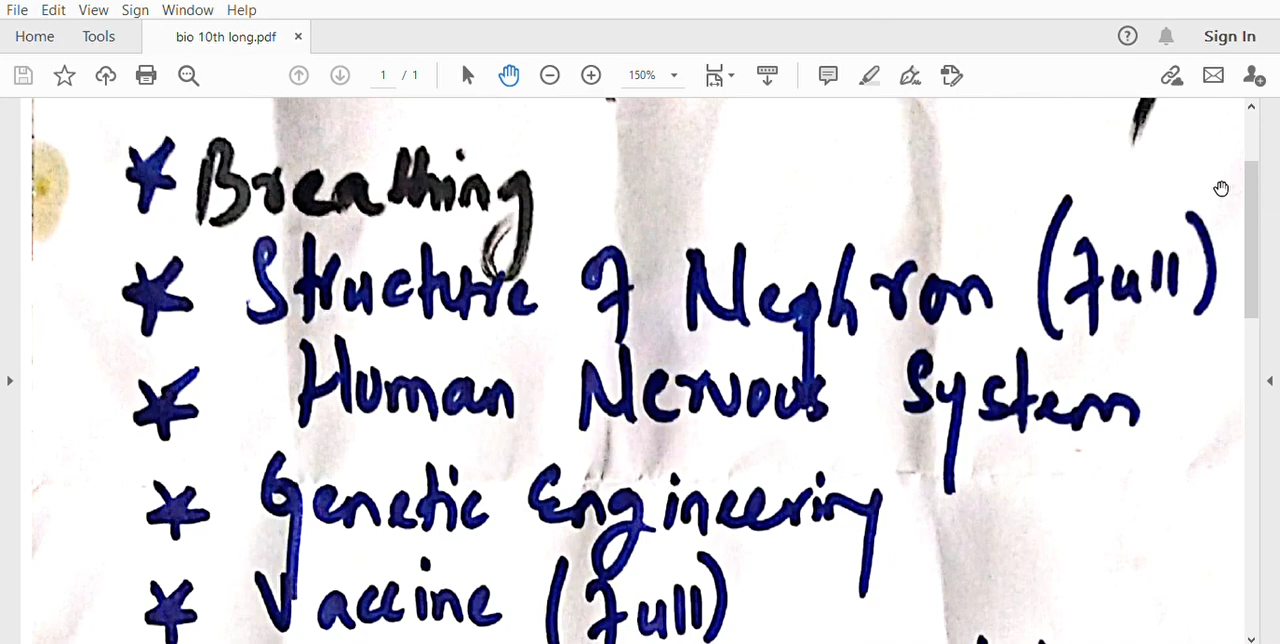 File Edit View Sign Window Help
Home Tools bio 10th long.pdf × Sign In
1 / 1 150%
Breathing
Structure of Nephron (full)
Human Nervous System
Genetic Engineering
Vaccine (full)